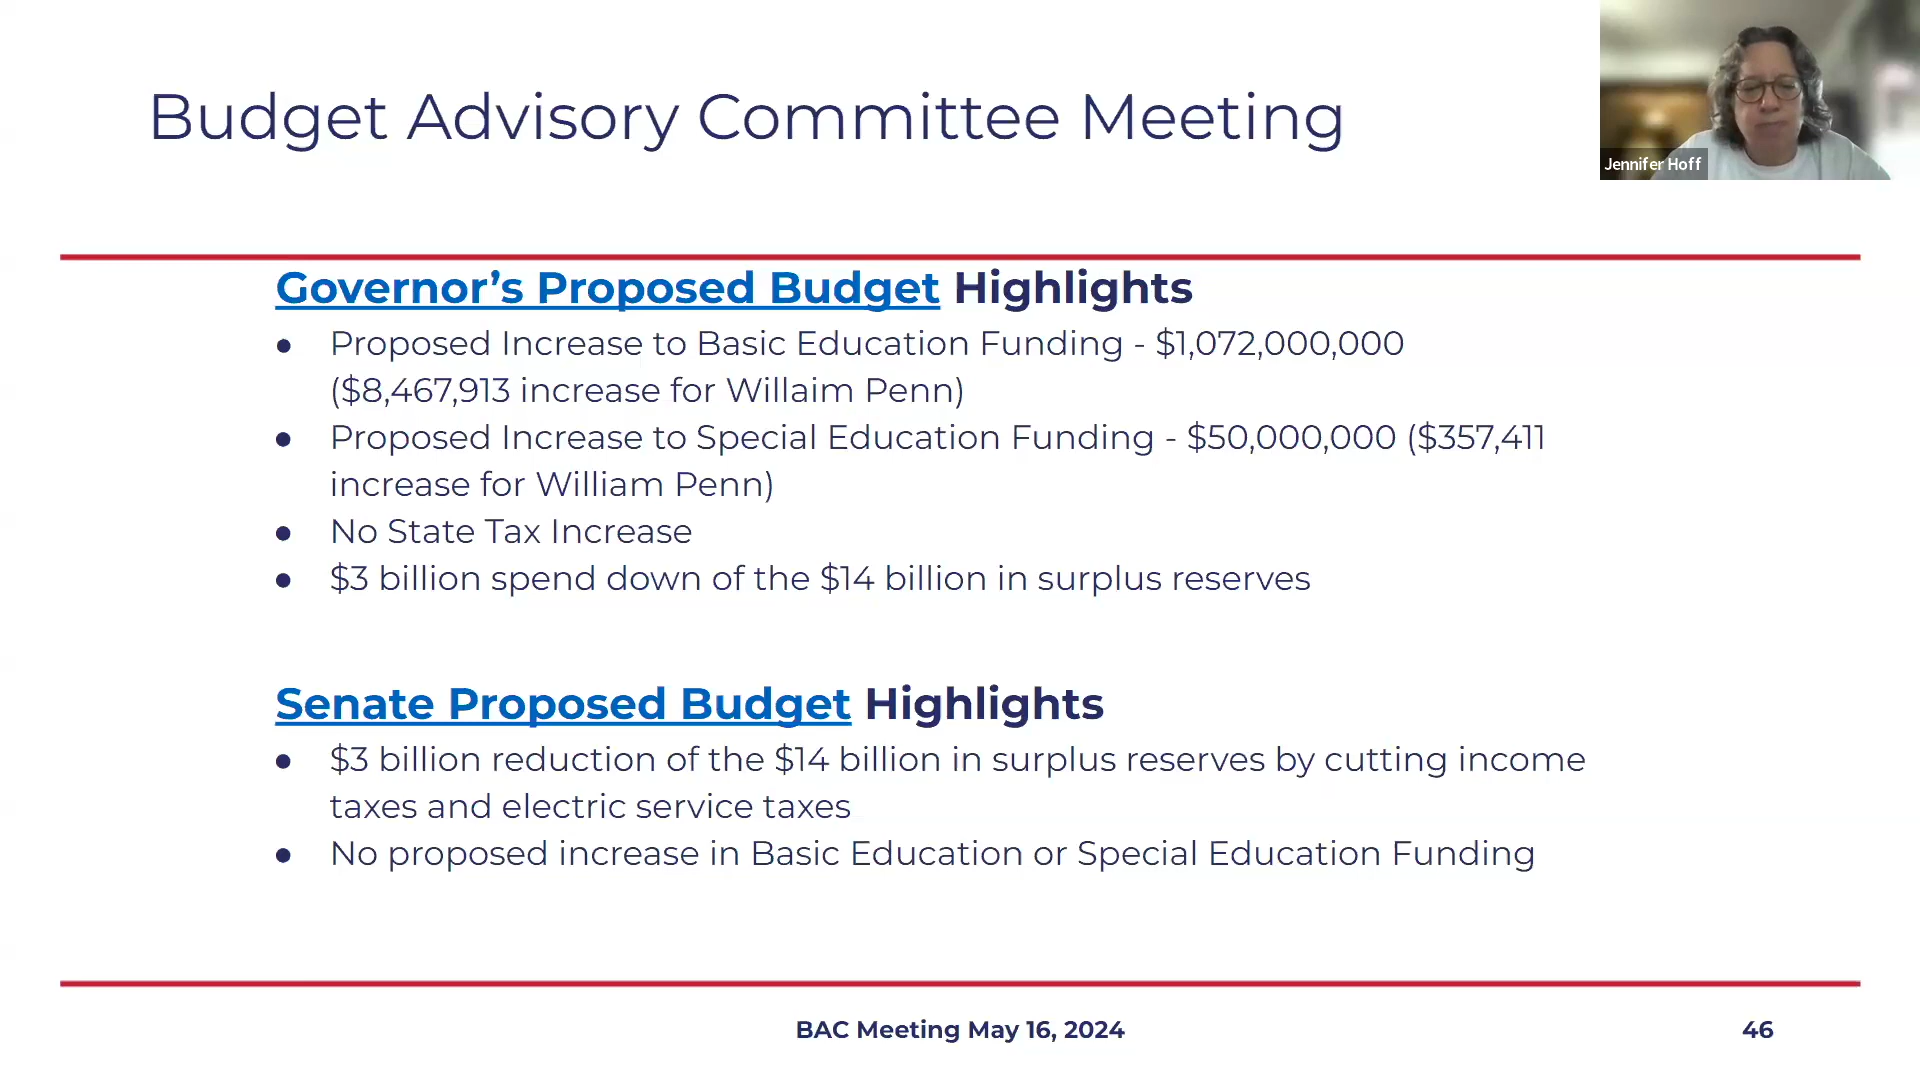 Budget Advisory Committee Meeting
Jennifer Hoff
Governor’s Proposed Budget Highlights
● Proposed Increase to Basic Education Funding - $1,072,000,000
($8,467,913 increase for Willaim Penn)
● Proposed Increase to Special Education Funding - $50,000,000 ($357,411
increase for William Penn)
● No State Tax Increase
● $3 billion spend down of the $14 billion in surplus reserves
Senate Proposed Budget Highlights
● $3 billion reduction of the $14 billion in surplus reserves by cutting income
taxes and electric service taxes
● No proposed increase in Basic Education or Special Education Funding
BAC Meeting May 16, 2024
46